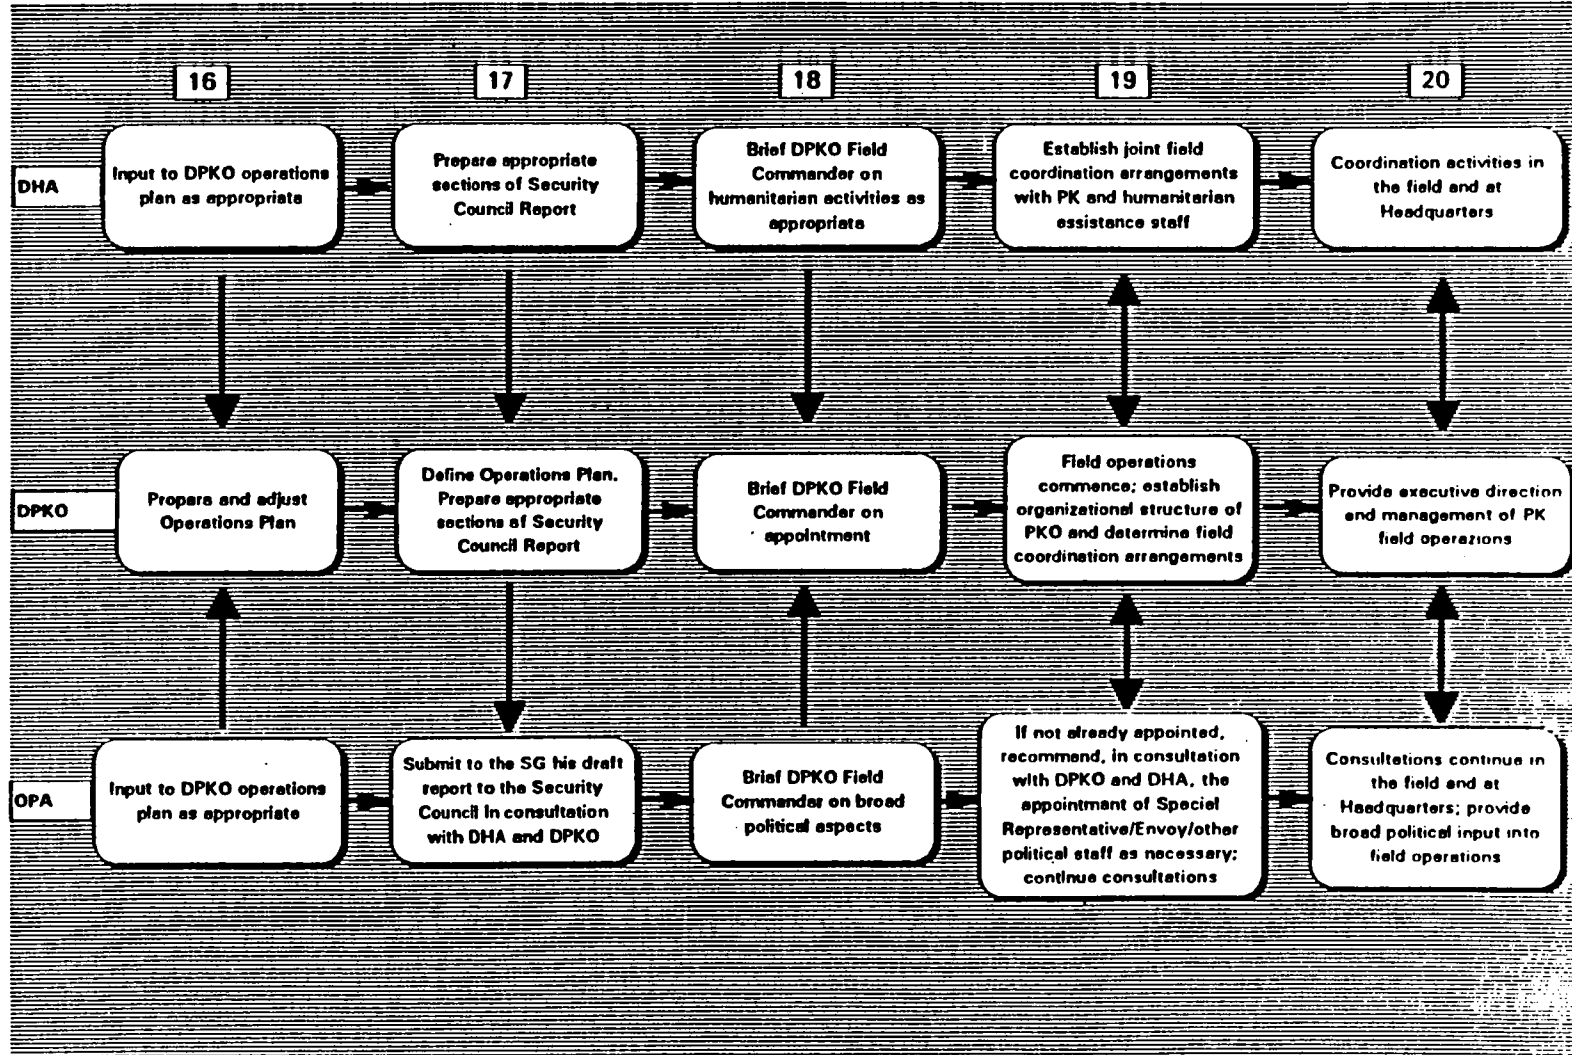 16
17
18
19
20
DHA
Input to DPKO operations
plan as appropriate
Prepare appropriate
sections of Security
Council Report
Brief DPKO Field
Commander on
humanitarian activities as
appropriate
Establish joint field
coordination arrangements
with PK and humanitarian
assistance staff
Coordination activities in
the field and at
Headquarters
DPKO
Prepare and adjust
Operations Plan
Define Operations Plan.
Prepare appropriate
sections of Security
Council Report
Brief DPKO Field
Commander on
appointment
Field operations
commence; establish
organizational structure of
PKO and determine field
coordination arrangements
Provide executive direction
and management of PK
field operations
DPA
Input to DPKO operations
plan as appropriate
Submit to the SG his draft
report to the Security
Council in consultation
with DHA and DPKO
Brief DPKO Field
Commander on broad
political aspects
If not already appointed,
recommend, in consultation
with DPKO and DHA, the
appointment of Special
Representative/Envoy/other
political staff as necessary;
continue consultations
Consultations continue in
the field and at
Headquarters; provide
broad political input into
field operations